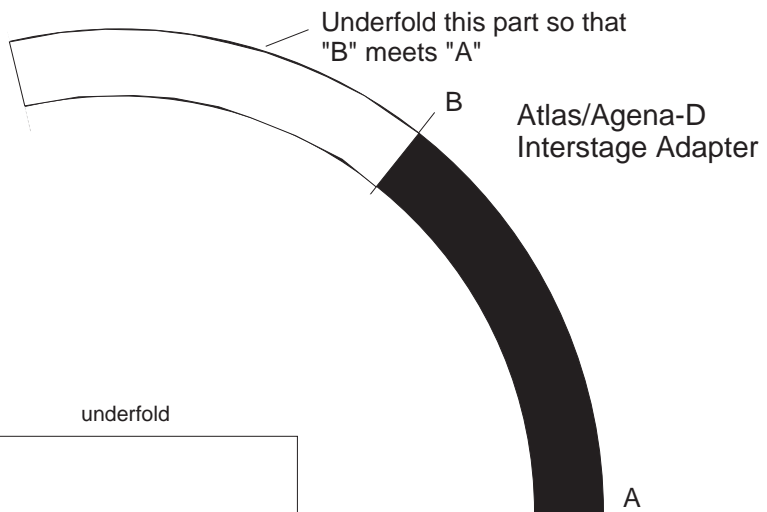 Underfold this part so that
"B" meets "A"
B
Atlas/Agena-D
Interstage Adapter
underfold
A